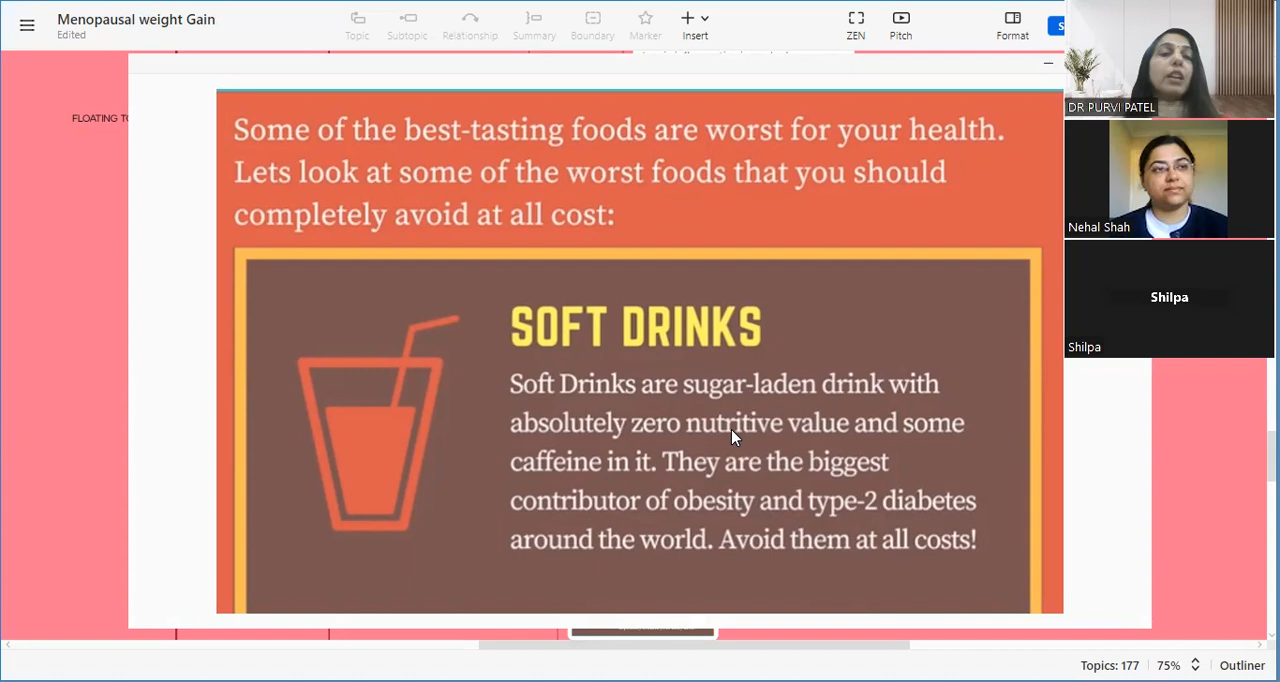 Menopausal weight Gain
Edited
Topic
Subtopic
Relationship
Summary
Boundary
Marker
Insert
ZEN
Pitch
Format
FLOATING TO
Some of the best-tasting foods are worst for your health.
Lets look at some of the worst foods that you should
completely avoid at all cost:
SOFT DRINKS
Soft Drinks are sugar-laden drink with
absolutely zero nutritive value and some
caffeine in it. They are the biggest
contributor of obesity and type-2 diabetes
around the world. Avoid them at all costs!
DR PURVI PATEL
Nehal Shah
Shilpa
Shilpa
Topics: 177
75%
Outliner